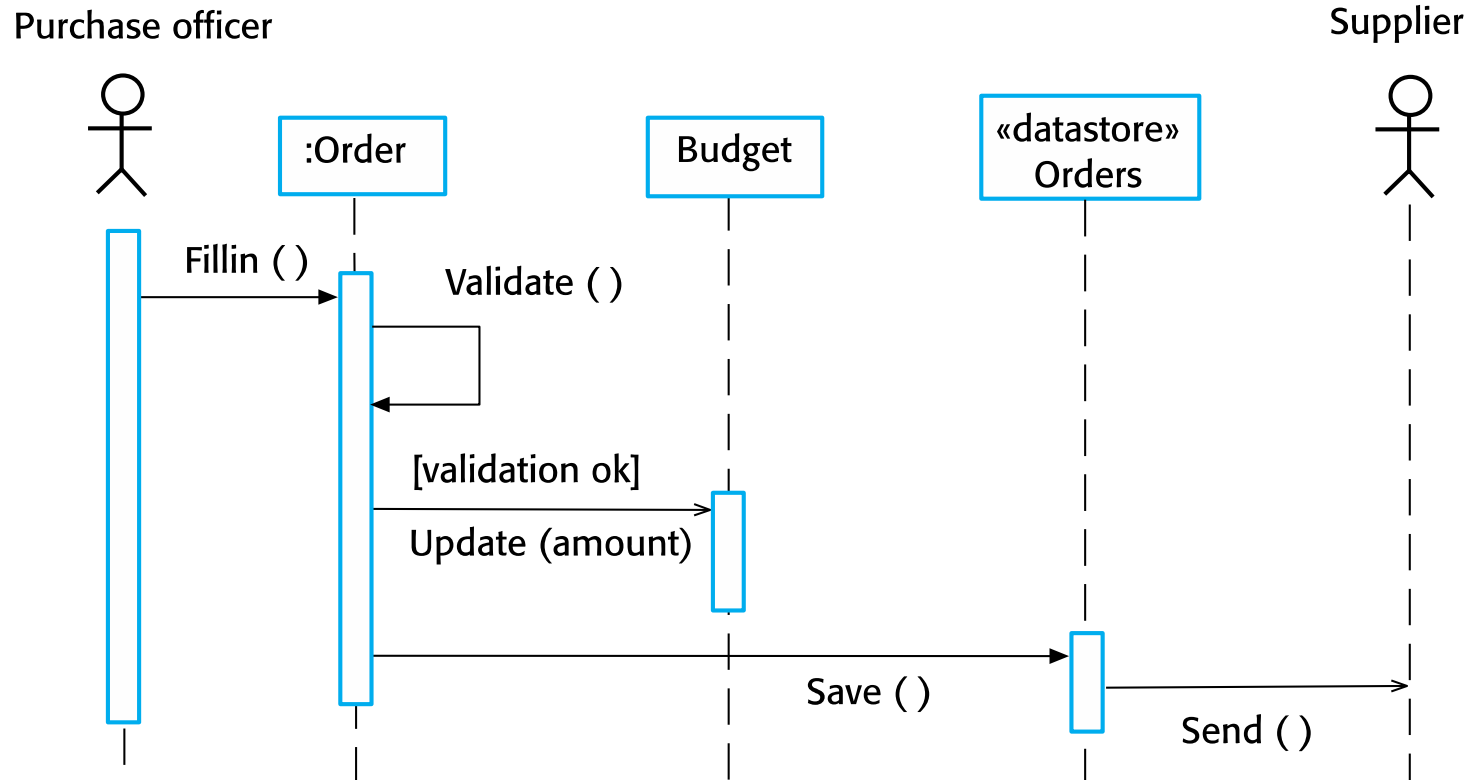 Purchase officer
Supplier
:Order
Budget
«datastore»
Orders
Fillin ( )
Validate ( )
[validation ok]
Update (amount)
Save ( )
Send ( )